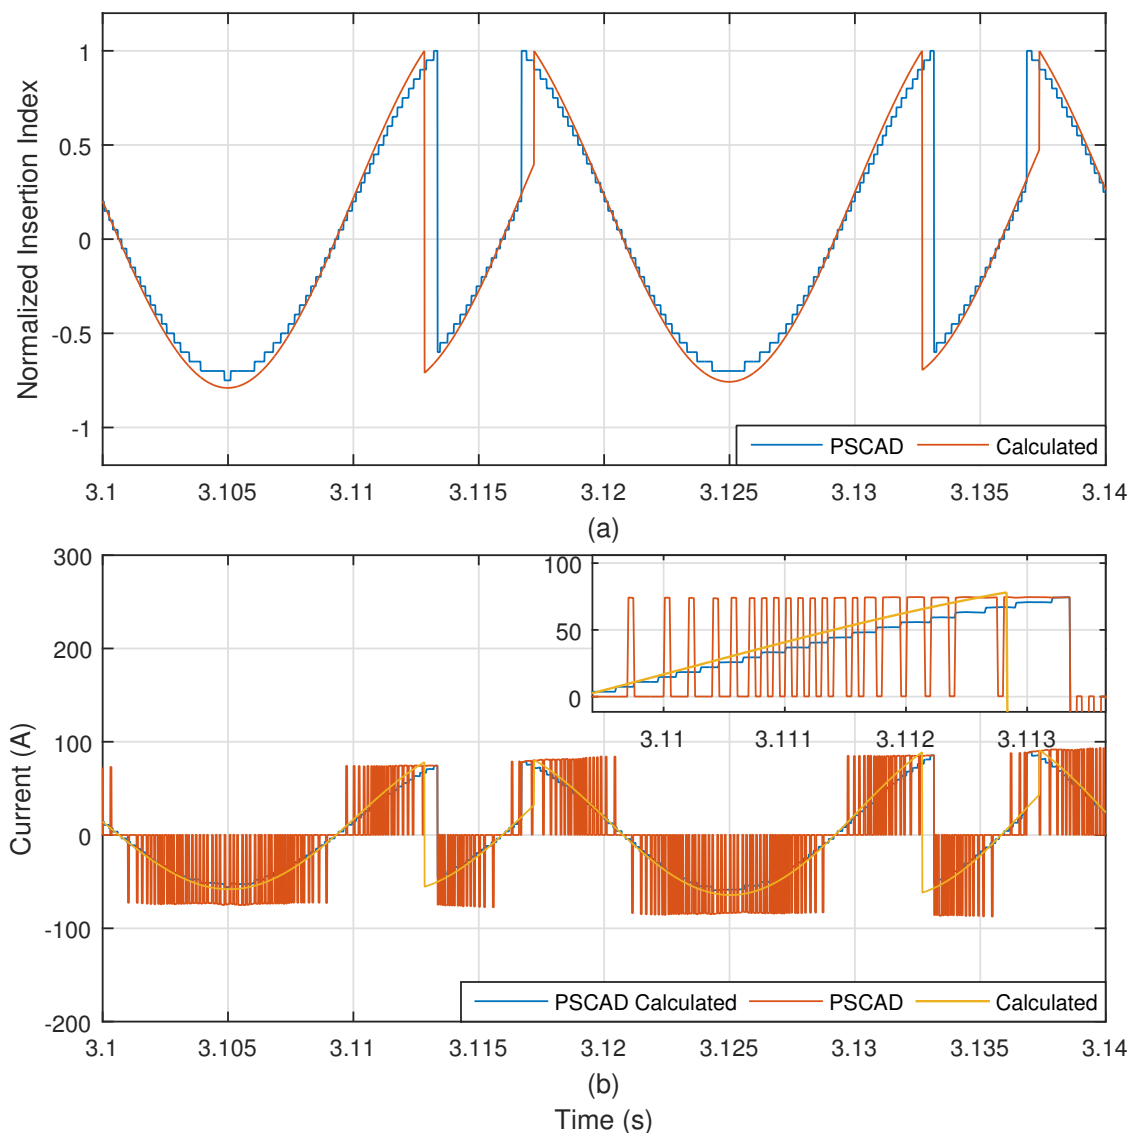 Normalized Insertion Index
1
0.5
0
-0.5
-1
PSCAD Calculated
3.1 3.105 3.11 3.115 3.12 3.125 3.13 3.135 3.14
(a)
Current (A)
300
200
100
0
-100
-200
100
50
0
3.11 3.111 3.112 3.113
PSCAD Calculated PSCAD Calculated
3.1 3.105 3.11 3.115 3.12 3.125 3.13 3.135 3.14
(b)
Time (s)